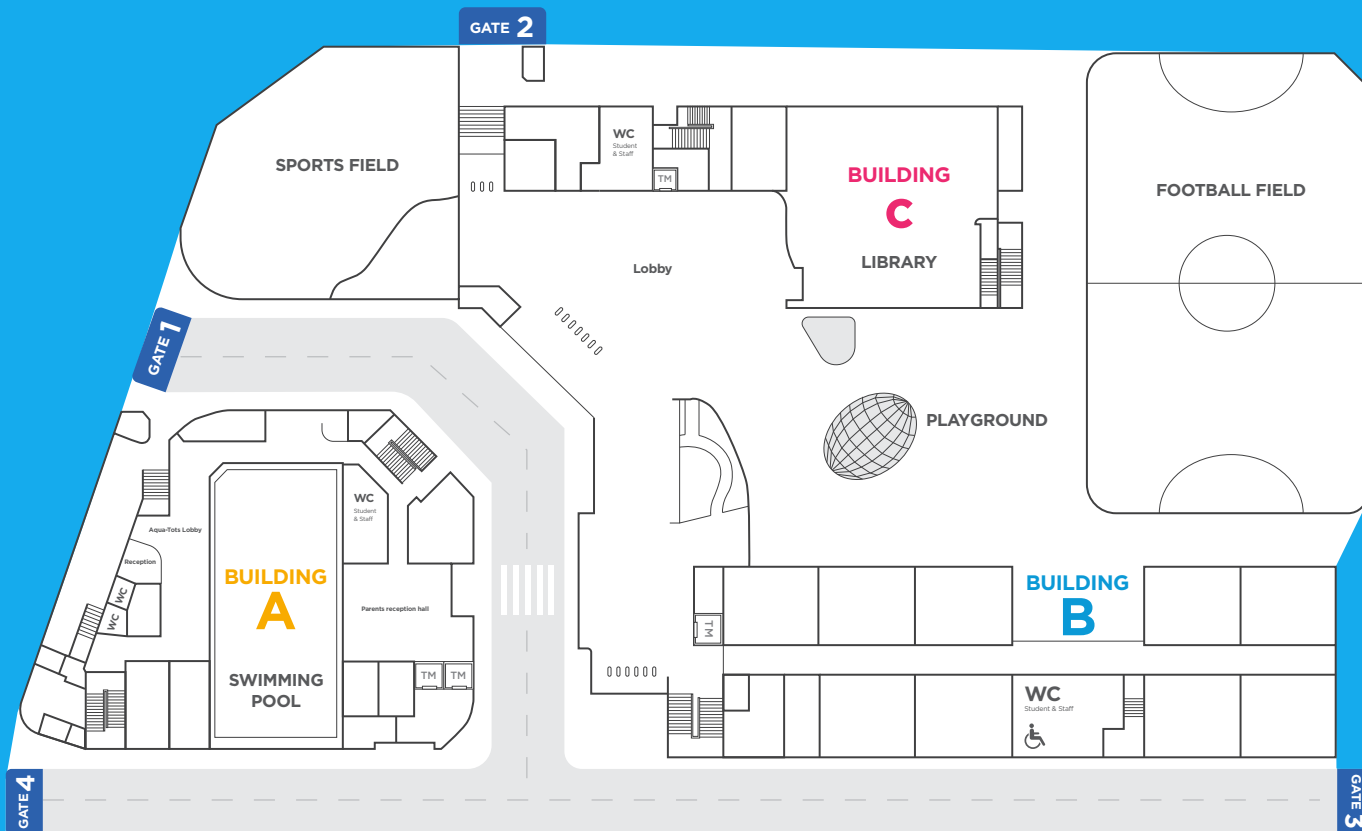 GATE 2
SPORTS FIELD
WC
Student
& Staff
TM
BUILDING
C
LIBRARY
FOOTBALL FIELD
Lobby
GATE 1
PLAYGROUND
WC
Student
& Staff
Aqua-Tots Lobby
Reception
WC
WC
BUILDING
A
SWIMMING
POOL
Parents reception hall
TM
TM
BUILDING
B
TM
WC
Student & Staff
GATE 4
GATE 3